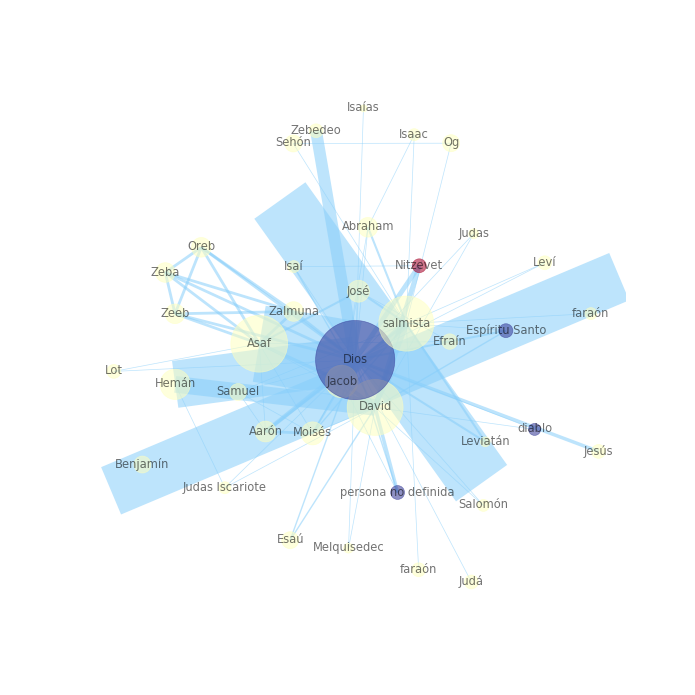 Isaías
Zebedeo
Isaac
Sehón
Og
Abraham
Judas
Oreb
Isaí
Nitzevet
Leví
Zeba
José
Zeeb
Zalmuna
salmista
faraón
Espíritu Santo
Asaf
Efraín
Dios
Lot
Hemán
Jacob
Samuel
David
Aarón
Moisés
diablo
Leviatán
Jesús
Benjamín
Judas Iscariote
persona no definida
Salomón
Esaú
Melquisedec
faraón
Judá